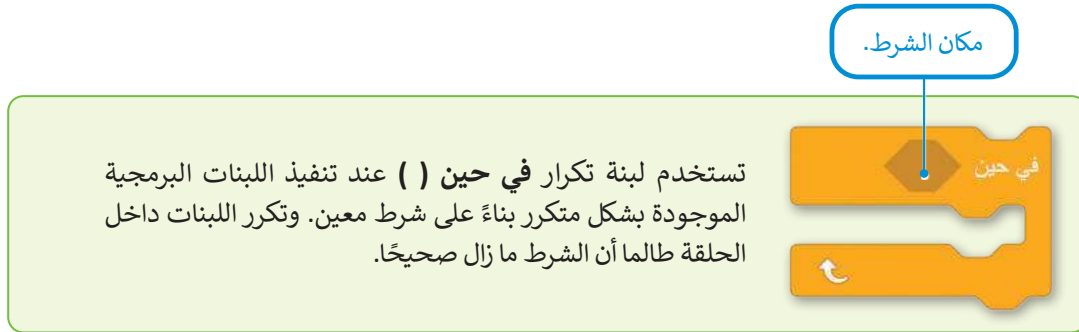 مكان الشرط.
في حين
تستخدم لبنة تكرار في حين ( ) عند تنفيذ اللبنات البرمجية
الموجودة بشكل متكرر بناءً على شرط معين. وتكرر اللبنات داخل
الحلقة طالما أن الشرط ما زال صحيحًا.